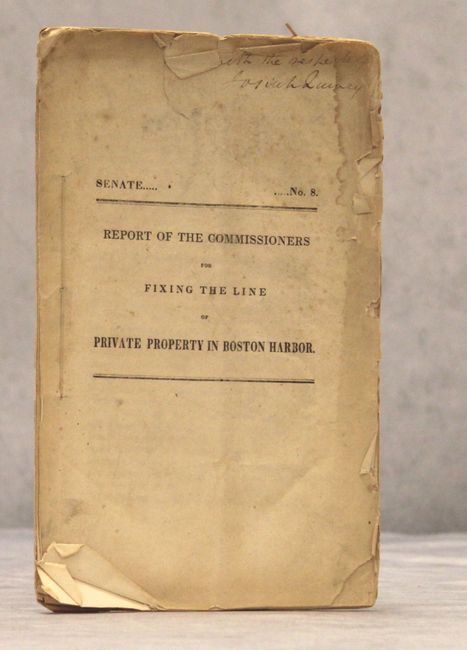 with the respects of
Josiah Quincy
SENATE..... .....No. 8.
REPORT OF THE COMMISSIONERS
FOR
FIXING THE LINE
OF
PRIVATE PROPERTY IN BOSTON HARBOR.